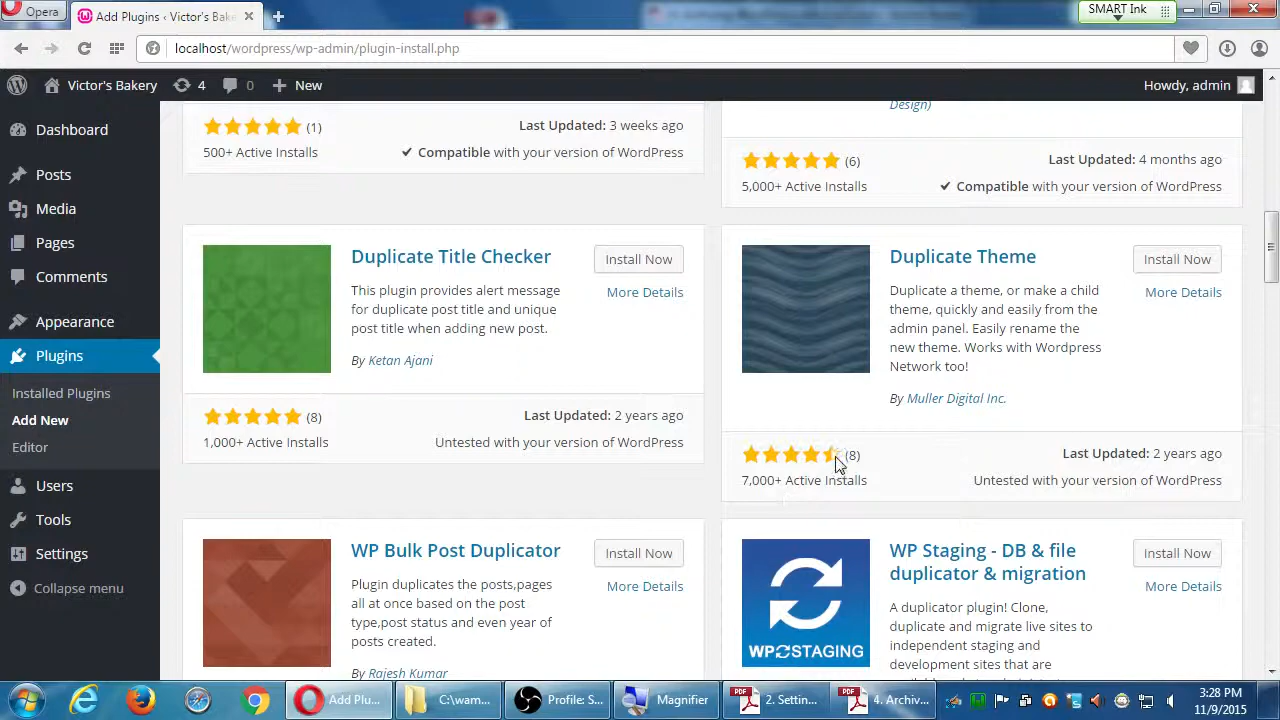 Opera
Add Plugins ‹ Victor's Bake
SMART Ink
localhost/wordpress/wp-admin/plugin-install.php
Victor's Bakery
4
0
New
Howdy, admin
Dashboard
Posts
Media
Pages
Comments
Appearance
Plugins
Installed Plugins
Add New
Editor
Users
Tools
Settings
Collapse menu
(1)
Last Updated: 3 weeks ago
500+ Active Installs
Compatible with your version of WordPress
Design)
(6)
Last Updated: 4 months ago
5,000+ Active Installs
Compatible with your version of WordPress
Duplicate Title Checker
Install Now
More Details
This plugin provides alert message
for duplicate post title and unique
post title when adding new post.
By Ketan Ajani
(8)
Last Updated: 2 years ago
1,000+ Active Installs
Untested with your version of WordPress
Duplicate Theme
Install Now
More Details
Duplicate a theme, or make a child
theme, quickly and easily from the
admin panel. Easily rename the
new theme. Works with Wordpress
Network too!
By Muller Digital Inc.
(8)
Last Updated: 2 years ago
7,000+ Active Installs
Untested with your version of WordPress
WP Bulk Post Duplicator
Install Now
More Details
Plugin duplicates the posts,pages
all at once based on the post
type,post status and even year of
posts created.
By Rajesh Kumar
WPSTAGING
WP Staging - DB & file
duplicator & migration
Install Now
More Details
A duplicator plugin! Clone,
duplicate and migrate live sites to
independent staging and
development sites that are
Add Plu...
C:\wam...
Profile: S...
Magnifier
PDF
2. Settin...
PDF
4. Archiv...
3:28 PM
11/9/2015